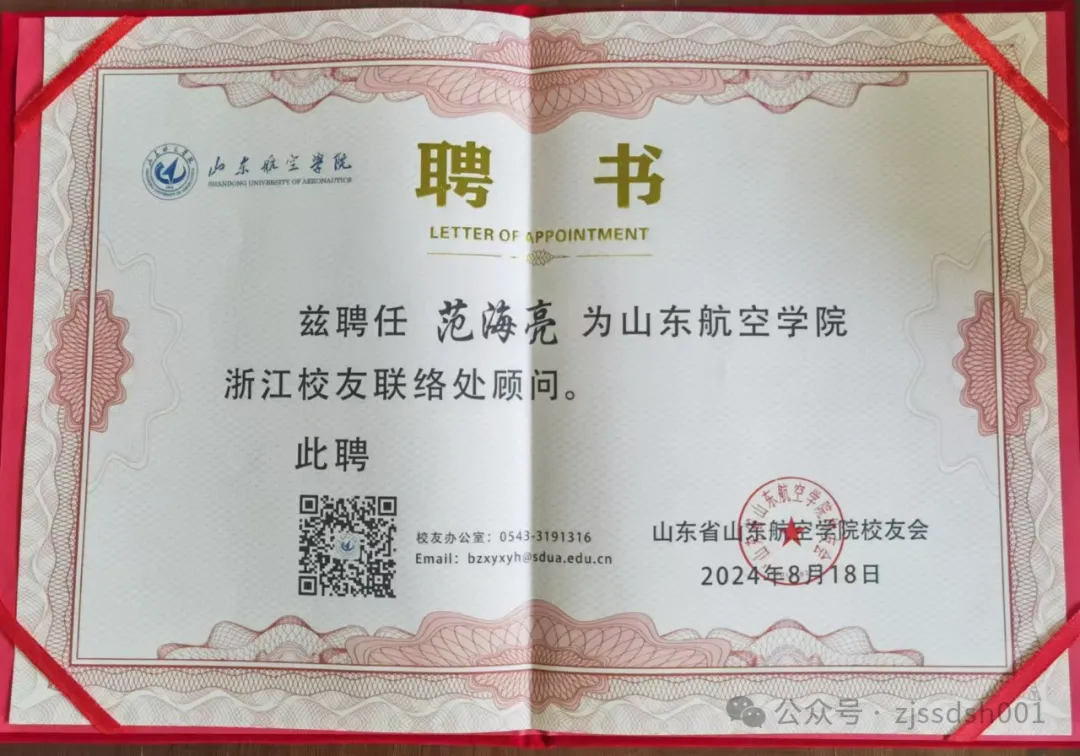 山东航空学院
SHANDONG UNIVERSITY OF AERONAUTICS
聘 书
LETTER OF APPOINTMENT
兹聘任 范海亮 为山东航空学院
浙江校友联络处顾问。
此聘
校友办公室：0543-3191316
Email：bzxyxyh@sdua.edu.cn
山东省山东航空学院校友会
2024年8月18日
公众号 · zjssdsh001